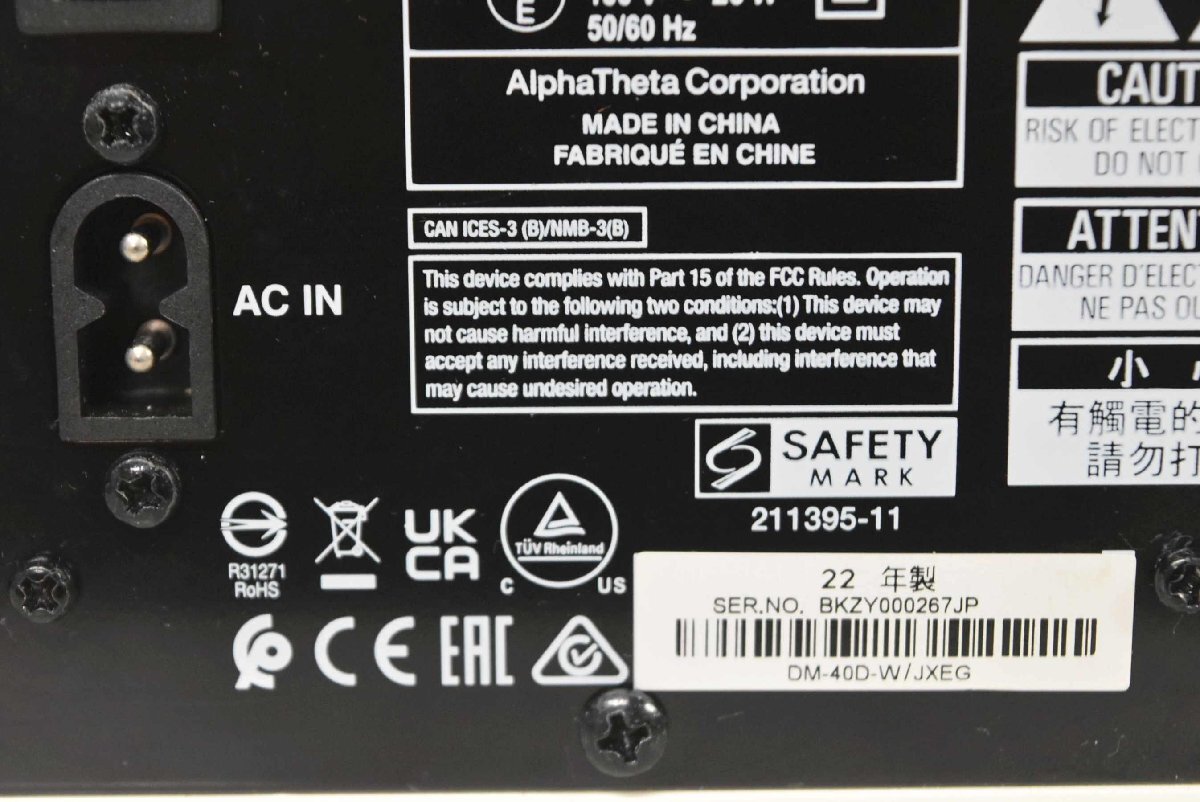 E
50/60 Hz
AlphaTheta Corporation
MADE IN CHINA
FABRIQUÉ EN CHINE
CAN ICES-3 (B)/NMB-3(B)
This device complies with Part 15 of the FCC Rules. Operation
is subject to the following two conditions:(1) This device may
not cause harmful interference, and (2) this device must
accept any interference received, including interference that
may cause undesired operation.
AC IN
CAUT
RISK OF ELECT
DO NOT
ATTEN
DANGER D'ELEC
NE PAS OU
小
有觸電的
請勿打
SAFETY
MARK
211395-11
R31271
RoHS
UK
CA
TÜV Rheinland
C US
CE
EAC
22 年製
SER.NO. BKZY000267JP
DM-40D-W/JXEG